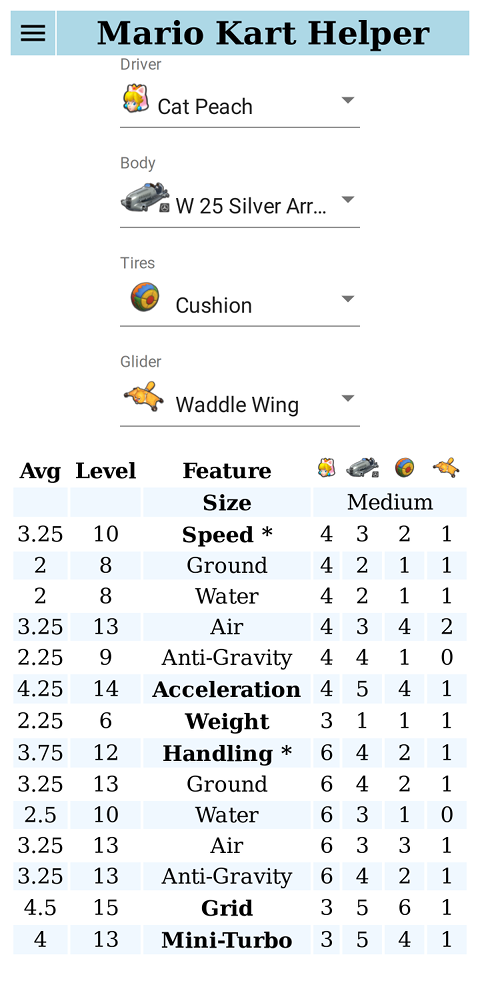 Mario Kart Helper
Driver
Cat Peach
Body
W 25 Silver Arr...
Tires
Cushion
Glider
Waddle Wing
Avg Level Feature
Size Medium
3.25 10 Speed * 4 3 2 1
2 8 Ground 4 2 1 1
2 8 Water 4 2 1 1
3.25 13 Air 4 3 4 2
2.25 9 Anti-Gravity 4 4 1 0
4.25 14 Acceleration 4 5 4 1
2.25 6 Weight 3 1 1 1
3.75 12 Handling * 6 4 2 1
3.25 13 Ground 6 4 2 1
2.5 10 Water 6 3 1 0
3.25 13 Air 6 3 3 1
3.25 13 Anti-Gravity 6 4 2 1
4.5 15 Grid 3 5 6 1
4 13 Mini-Turbo 3 5 4 1